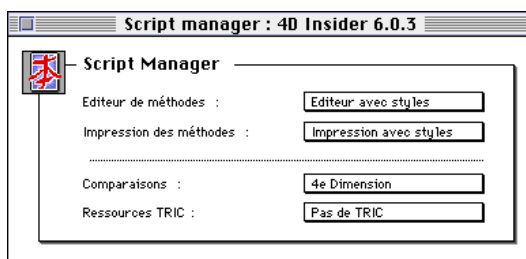 Script manager : 4D Insider 6.0.3
Script Manager
Editeur de méthodes : Editeur avec styles
Impression des méthodes : Impression avec styles
Comparaisons : 4e Dimension
Ressources TRIC : Pas de TRIC